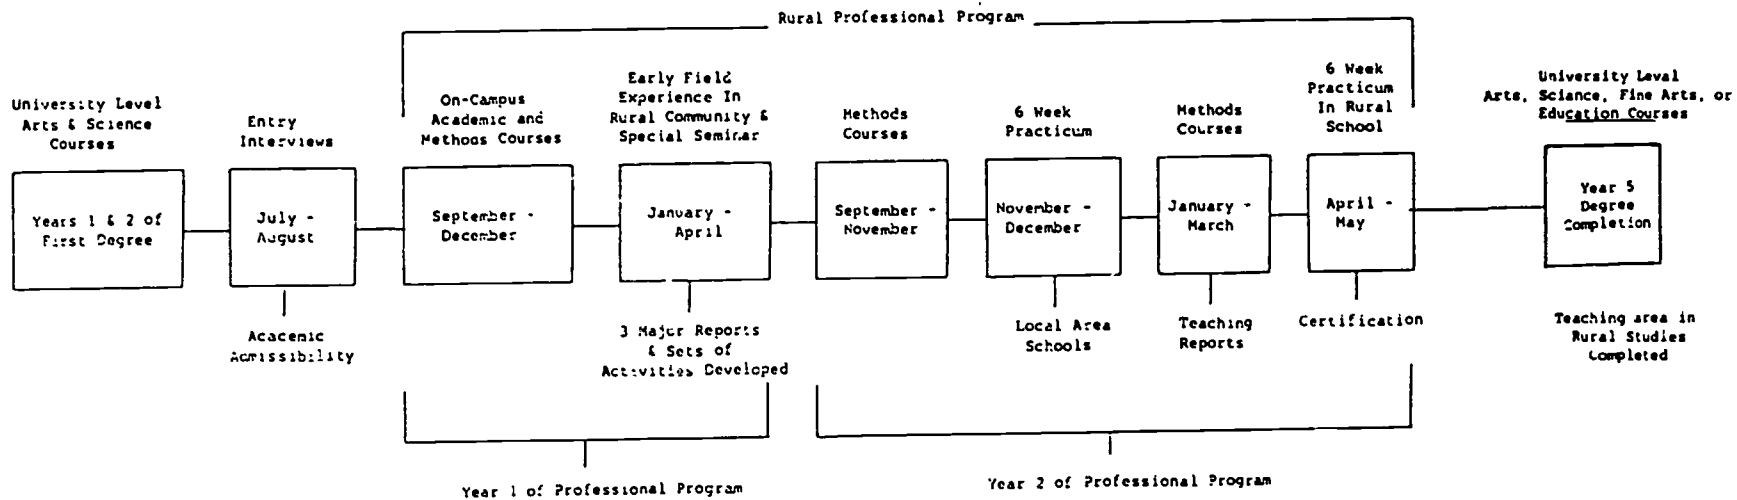 Rural Professional Program
University Level
Arts & Science
Courses
Entry
Interviews
On-Campus
Academic and
Methods Courses
Early Field
Experience In
Rural Community &
Special Seminar
Methods
Courses
6 Week
Practicum
Methods
Courses
6 Week
Practicum
In Rural
School
University Level
Arts, Science, Fine Arts, or
Education Courses
Years 1 & 2 of
First Degree
July -
August
September -
December
January -
April
September -
November
November -
December
January -
March
April -
May
Year 5
Degree
Completion
Academic
Admissibility
3 Major Reports
& Sets of
Activities Developed
Local Area
Schools
Teaching
Reports
Certification
Teaching area in
Rural Studies
Completed
Year 1 of Professional Program
Year 2 of Professional Program